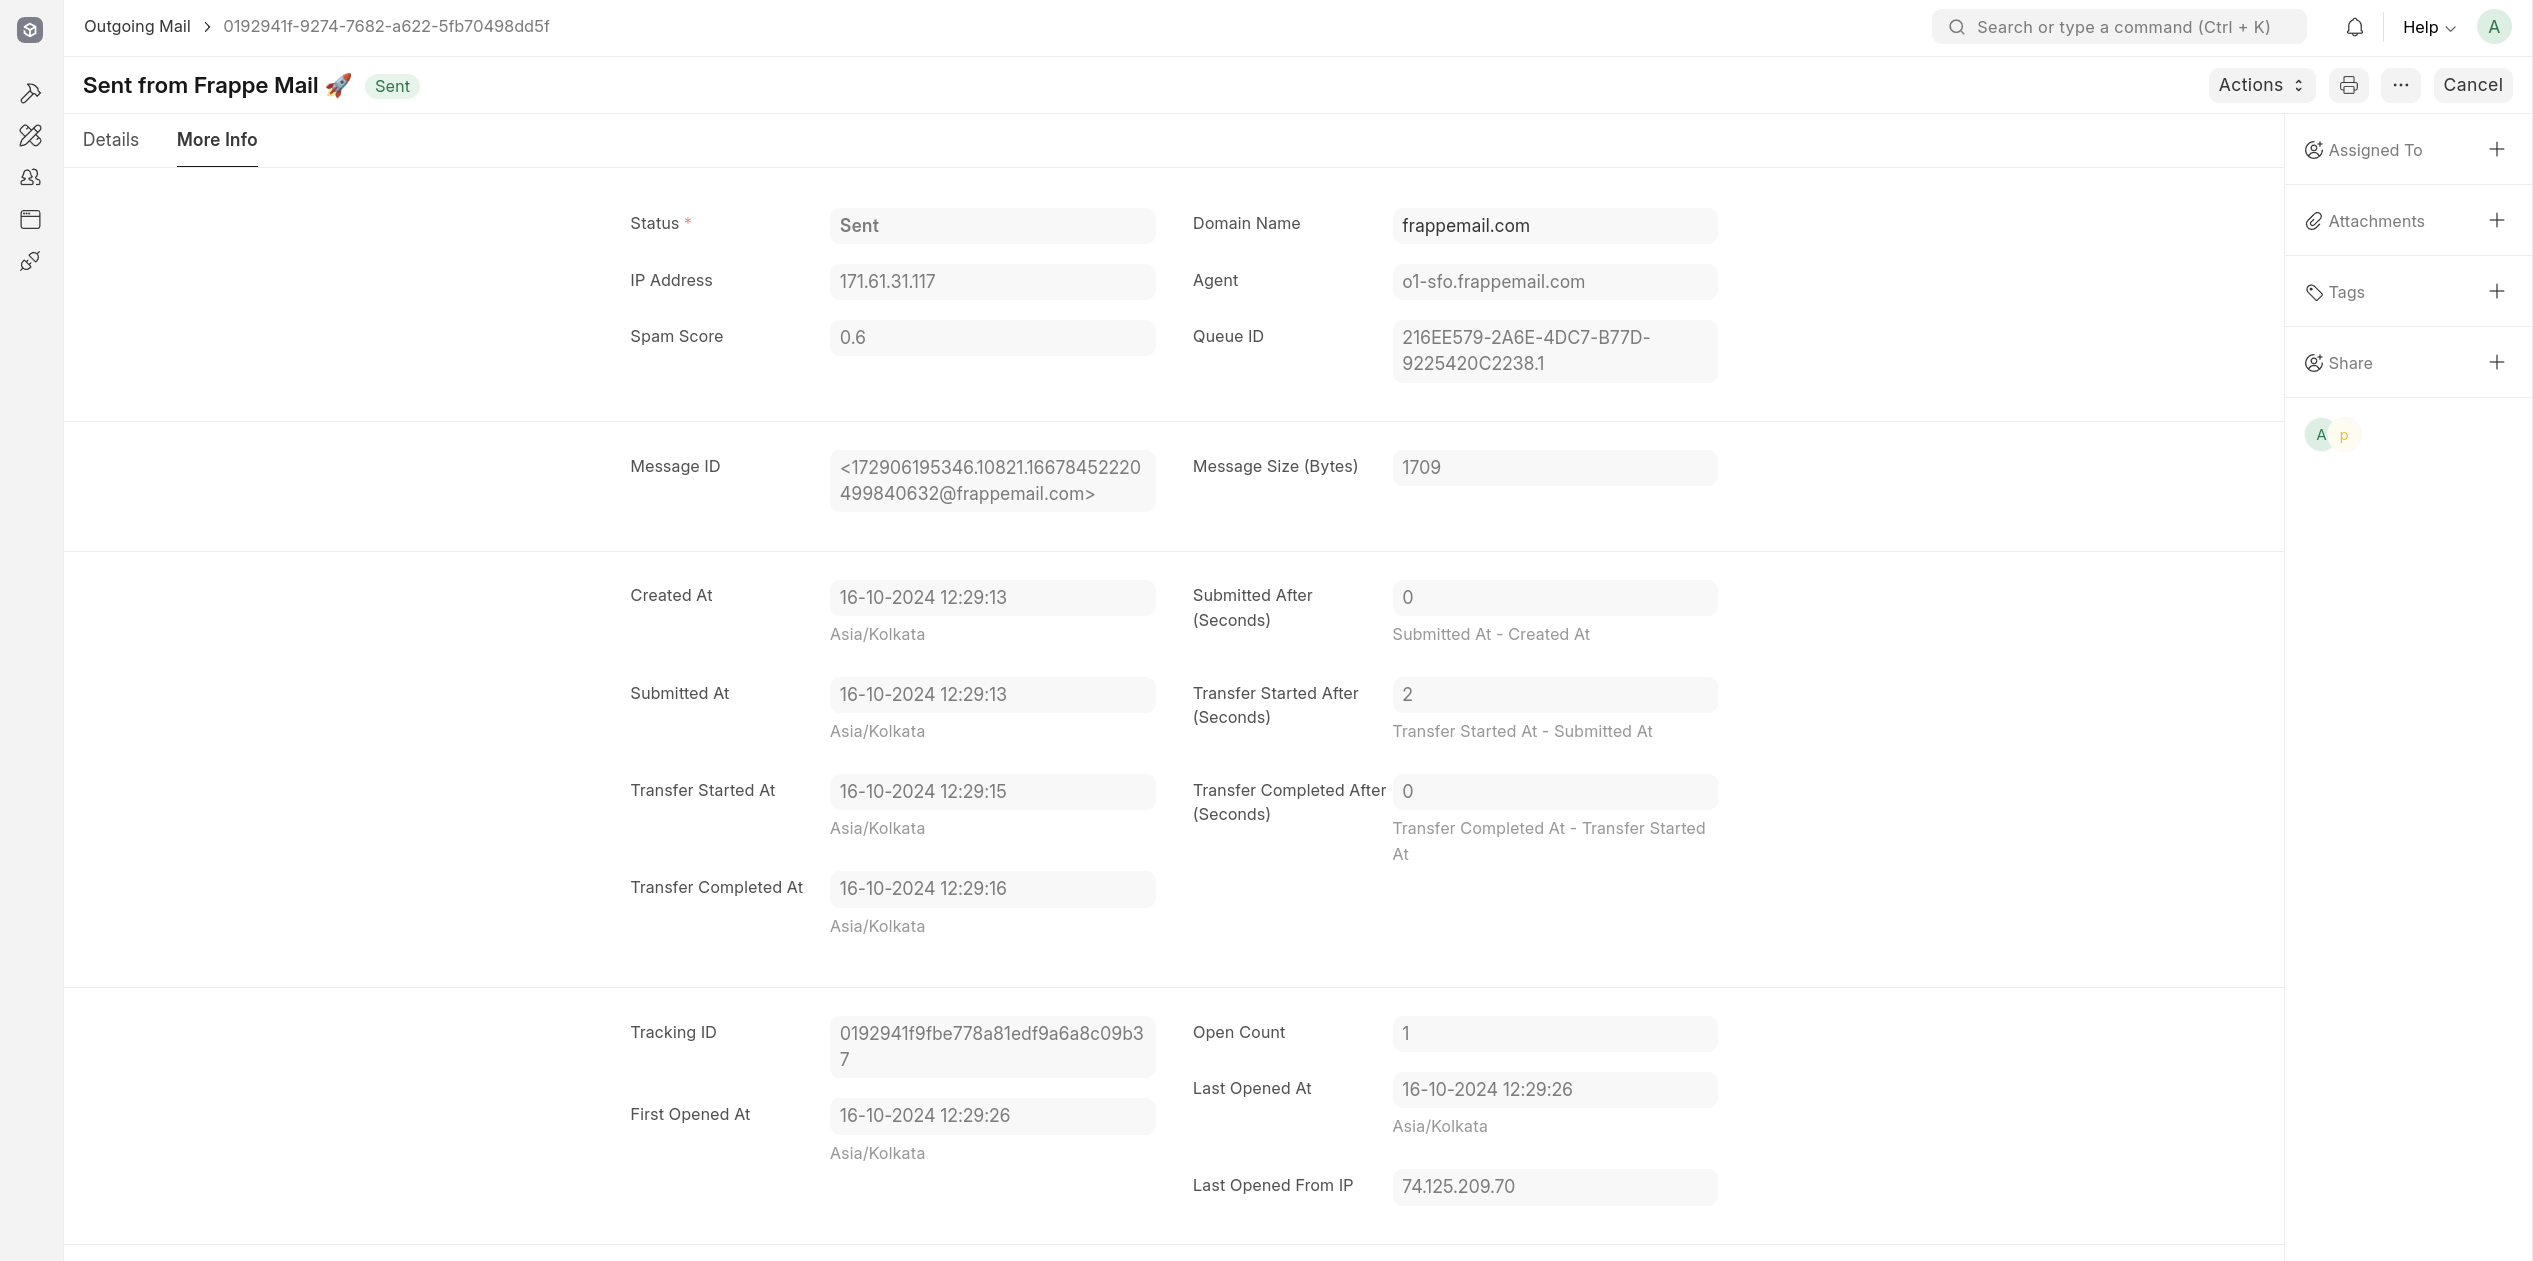 Outgoing Mail > 0192941f-9274-7682-a622-5fb70498dd5f
Search or type a command (Ctrl + K)
Help
A
Sent from Frappe Mail 🚀 Sent
Actions
Cancel
Details More Info
Status * Sent
Domain Name frappemail.com
IP Address 171.61.31.117
Agent o1-sfo.frappemail.com
Spam Score 0.6
Queue ID 216EE579-2A6E-4DC7-B77D-
9225420C2238.1
Message ID <172906195346.10821.16678452220
499840632@frappemail.com>
Message Size (Bytes) 1709
Created At 16-10-2024 12:29:13
Asia/Kolkata
Submitted After 0
(Seconds)
Submitted At - Created At
Submitted At 16-10-2024 12:29:13
Asia/Kolkata
Transfer Started After 2
(Seconds)
Transfer Started At - Submitted At
Transfer Started At 16-10-2024 12:29:15
Asia/Kolkata
Transfer Completed After 0
(Seconds)
Transfer Completed At - Transfer Started
At
Transfer Completed At 16-10-2024 12:29:16
Asia/Kolkata
Tracking ID 0192941f9fbe778a81edf9a6a8c09b3
7
Open Count 1
Last Opened At 16-10-2024 12:29:26
Asia/Kolkata
First Opened At 16-10-2024 12:29:26
Asia/Kolkata
Last Opened From IP 74.125.209.70
Assigned To +
Attachments +
Tags +
Share +
A p